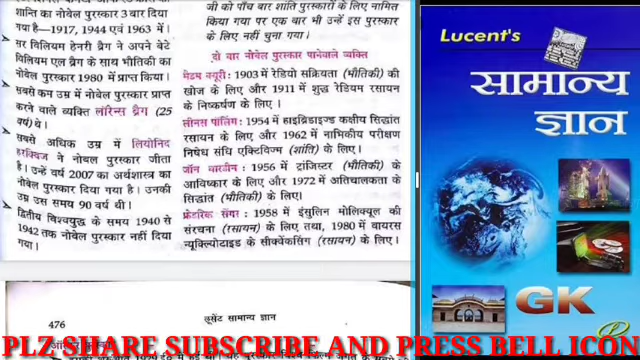 शान्ति का नोबेल पुरस्कार 3 बार दिया
गया है—1917, 1944 एवं 1963 में।
सर विलियम हेनरी ब्रैग ने अपने बेटे
विलियम एल ब्रैग के साथ भौतिकी का
नोबेल पुरस्कार 1980 में प्राप्त किया।
सबसे कम उम्र में नोबेल पुरस्कार प्राप्त
करने वाले व्यक्ति लॉरेन्स ब्रैग (25
वर्ष) थे।
सबसे अधिक उम्र में लियोनिद
हरविज ने नोबेल पुरस्कार जीता
है। उन्हें वर्ष 2007 का अर्थशास्त्र का
नोबेल पुरस्कार दिया गया है। उनकी
उम्र उस समय 90 वर्ष थी।
द्वितीय विश्वयुद्ध के समय 1940 से
1942 तक नोबेल पुरस्कार नहीं दिया
गया।
जी को पाँच बार शांति पुरस्कार के लिए नामित
किया गया पर एक बार भी उन्हें इस पुरस्कार
के लिए नहीं चुना गया।
दो बार नोबेल पुरस्कार पानेवाले व्यक्ति
मैडम क्यूरी: 1903 में रेडियो सक्रियता (भौतिकी) की
खोज के लिए और 1911 में शुद्ध रेडियम रसायन
के निष्कर्षण के लिए।
लीनस पॉलिंग: 1954 में हाइब्रिडाइज्ड कक्षीय सिद्धांत
रसायन के लिए और 1962 में नाभिकीय परीक्षण
निषेध संधि एक्टिविज्म (शांति) के लिए।
जॉन बारडीन: 1956 में ट्रांजिस्टर (भौतिकी) के
आविष्कार के लिए और 1972 में अतिचालकता के
सिद्धांत (भौतिकी) के लिए।
फ्रेडरिक सेंगर: 1958 में इंसुलिन मोलिक्यूल की
संरचना (रसायन) के लिए तथा, 1980 में वायरस
न्यूक्लियोटाइड के सीक्वेंकसिंग (रसायन) के लिए।
476 लूसेंट सामान्य ज्ञान
Lucent's
सामान्य
ज्ञान
GK
PLZ SHARE SUBSCRIBE AND PRESS BELL ICON